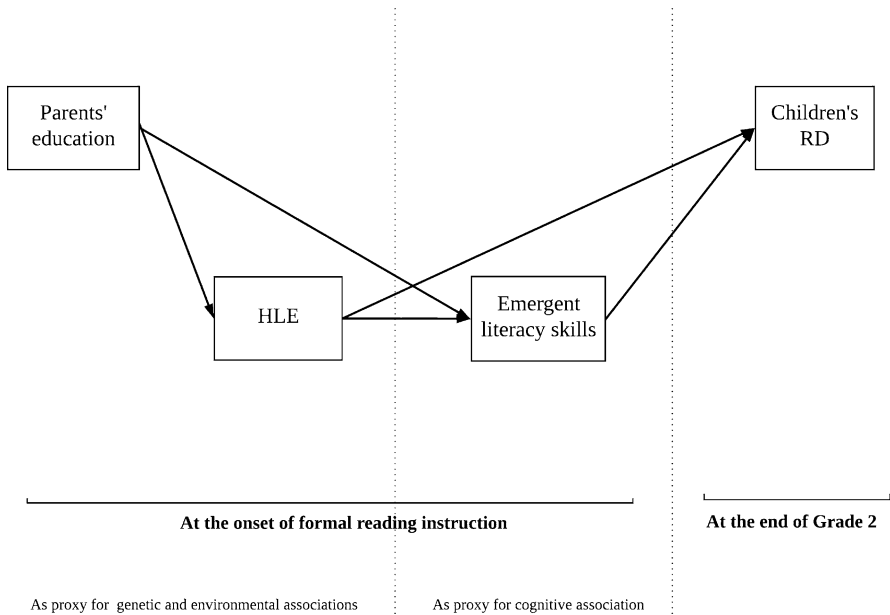 Parents'
education
Children's
RD
HLE
Emergent
literacy skills
At the onset of formal reading instruction
At the end of Grade 2
As proxy for genetic and environmental associations
As proxy for cognitive association